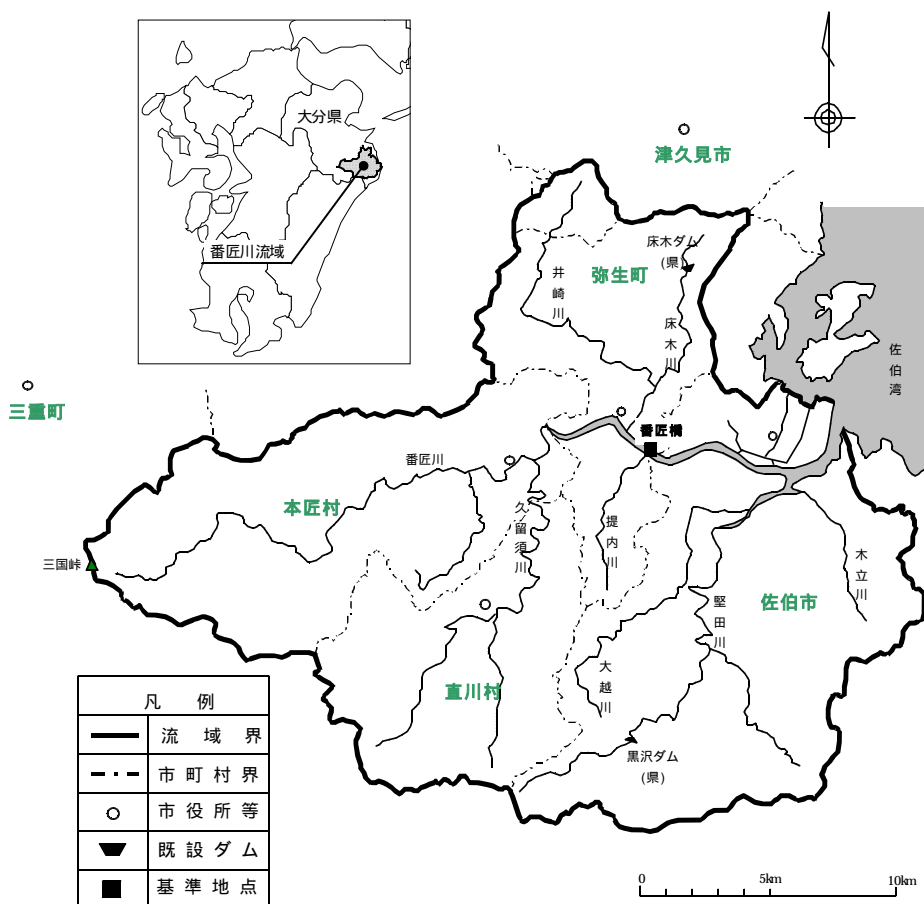 大分県
番匠川流域
津久見市
床木ダム
(県)
弥生町
井崎川
床木川
佐伯湾
三重町
番匠橋
番匠川
本匠村
久留須川
堤内川
三国峠
木立川
佐伯市
堅田川
大越川
直川村
黒沢ダム
(県)
凡 例
流 域 界
市 町 村 界
市 役 所 等
既 設 ダ ム
基 準 地 点
0 5km 10km